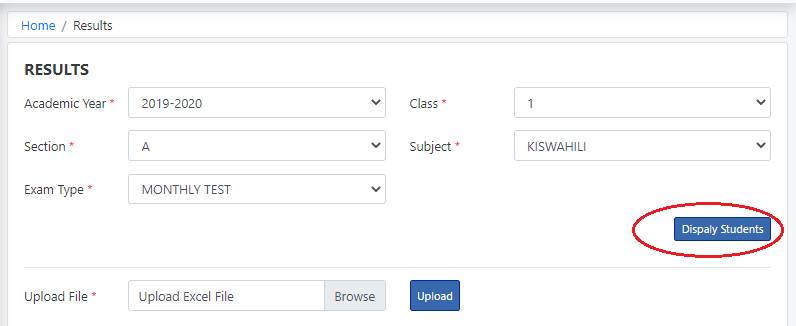 Home / Results
RESULTS
Academic Year * 2019-2020 Class * 1
Section * A Subject * KISWAHILI
Exam Type * MONTHLY TEST
Dispaly Students
Upload File * Upload Excel File Browse Upload